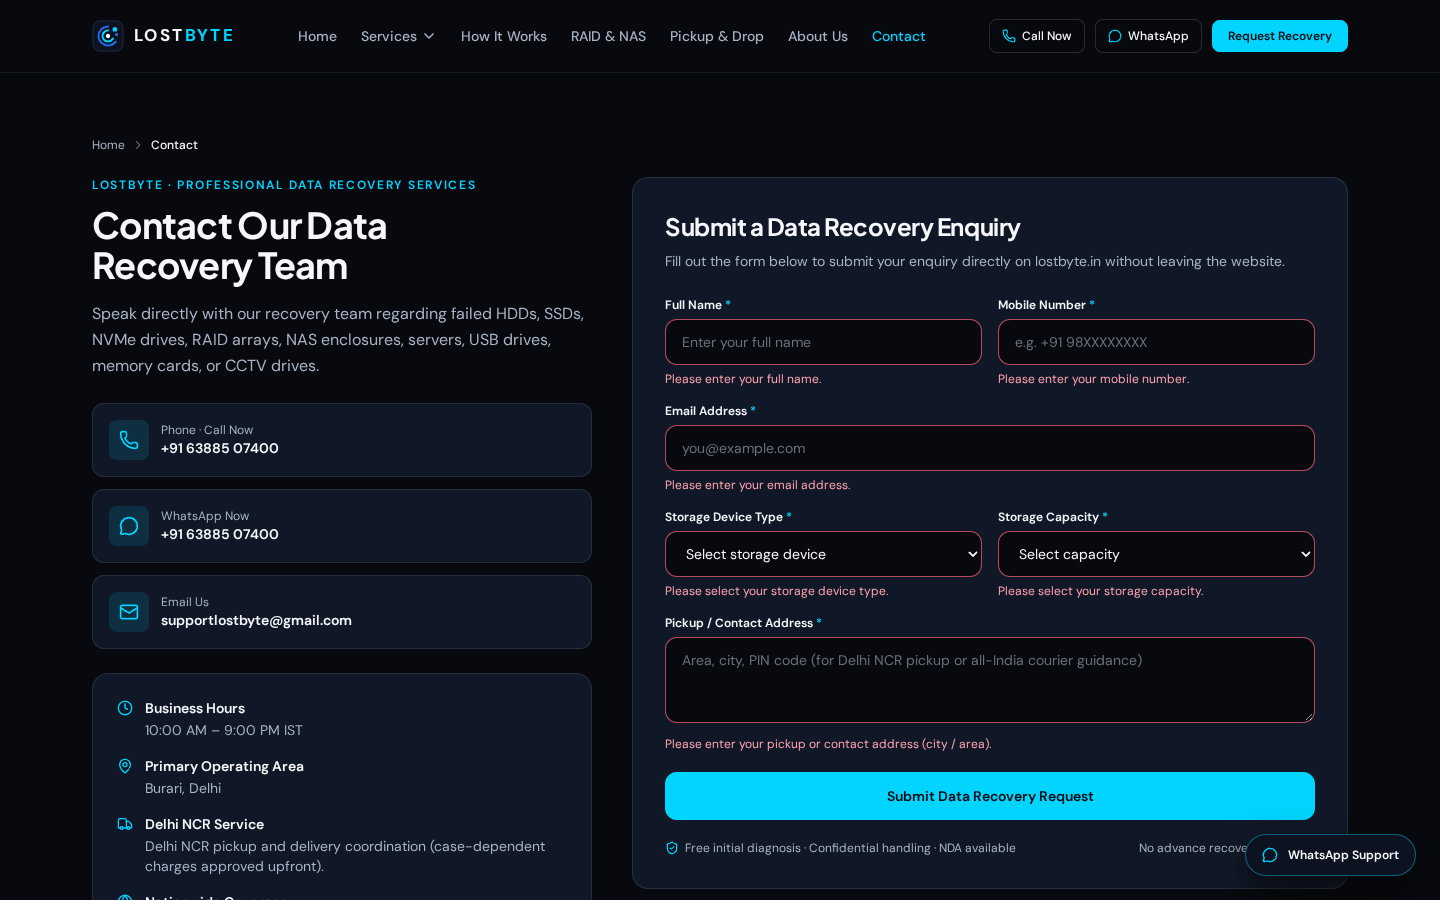 LOSTBYTE
Home
Services
How It Works
RAID & NAS
Pickup & Drop
About Us
Contact
Call Now
WhatsApp
Request Recovery
Home > Contact
LOSTBYTE · PROFESSIONAL DATA RECOVERY SERVICES
Contact Our Data
Recovery Team
Speak directly with our recovery team regarding failed HDDs, SSDs,
NVMe drives, RAID arrays, NAS enclosures, servers, USB drives,
memory cards, or CCTV drives.
Phone · Call Now
+91 63885 07400
WhatsApp Now
+91 63885 07400
Email Us
supportlostbyte@gmail.com
Business Hours
10:00 AM – 9:00 PM IST
Primary Operating Area
Burari, Delhi
Delhi NCR Service
Delhi NCR pickup and delivery coordination (case-dependent
charges approved upfront).
Submit a Data Recovery Enquiry
Fill out the form below to submit your enquiry directly on lostbyte.in without leaving the website.
Full Name *
Enter your full name
Please enter your full name.
Mobile Number *
e.g. +91 98XXXXXXXX
Please enter your mobile number.
Email Address *
you@example.com
Please enter your email address.
Storage Device Type *
Select storage device
Please select your storage device type.
Storage Capacity *
Select capacity
Please select your storage capacity.
Pickup / Contact Address *
Area, city, PIN code (for Delhi NCR pickup or all-India courier guidance)
Please enter your pickup or contact address (city / area).
Submit Data Recovery Request
Free initial diagnosis · Confidential handling · NDA available
No advance
WhatsApp Support